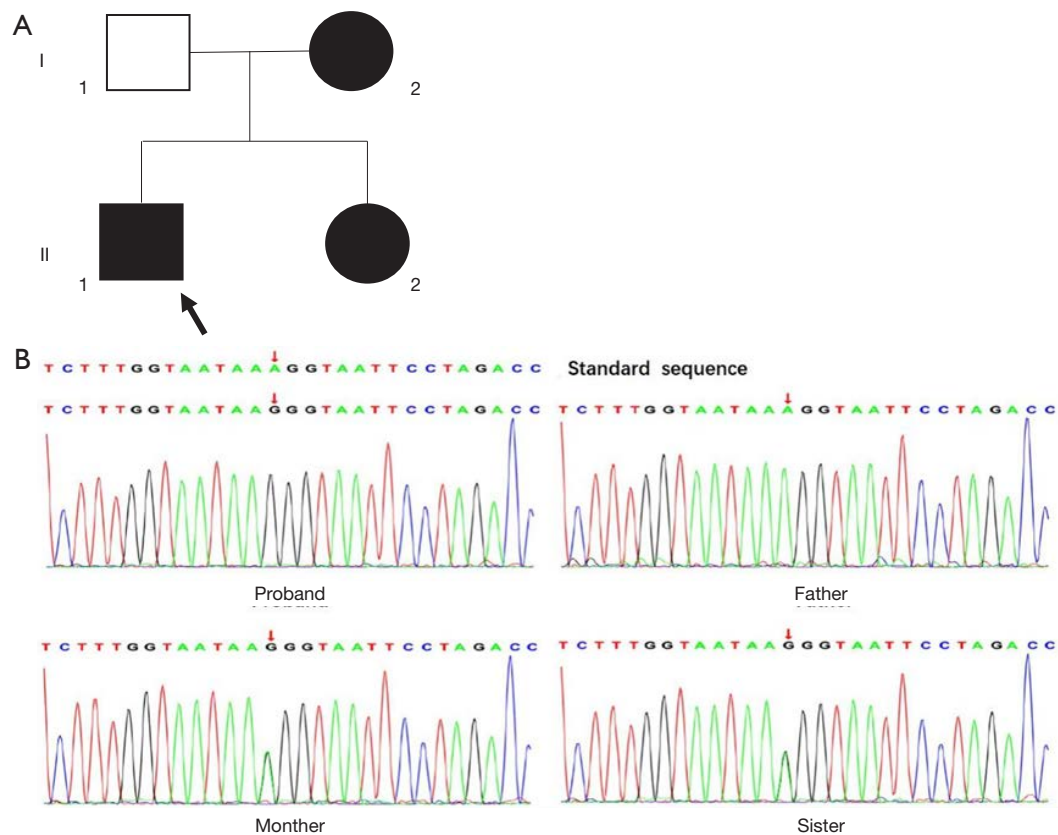 A
I
1
2
II
1
2
B
TCTTTGGTAATAAAGGTAATTCCTAGACC Standard sequence
TCTTTGGTAATAAGGGTAATTCCTAGACC TCTTTGGTAATAAAGGTAATTCCTAGACC
Proband Father
TCTTTGGTAATAAGGGTAATTCCTAGACC TCTTTGGTAATAAGGGTAATTCCTAGACC
Monther Sister